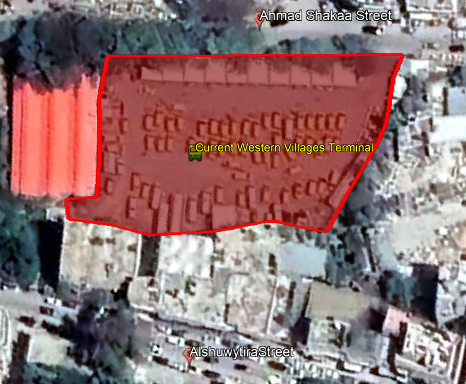 Ahmad Shakaa Street
Current Western Villages Terminal
AlshuwytiraStreet